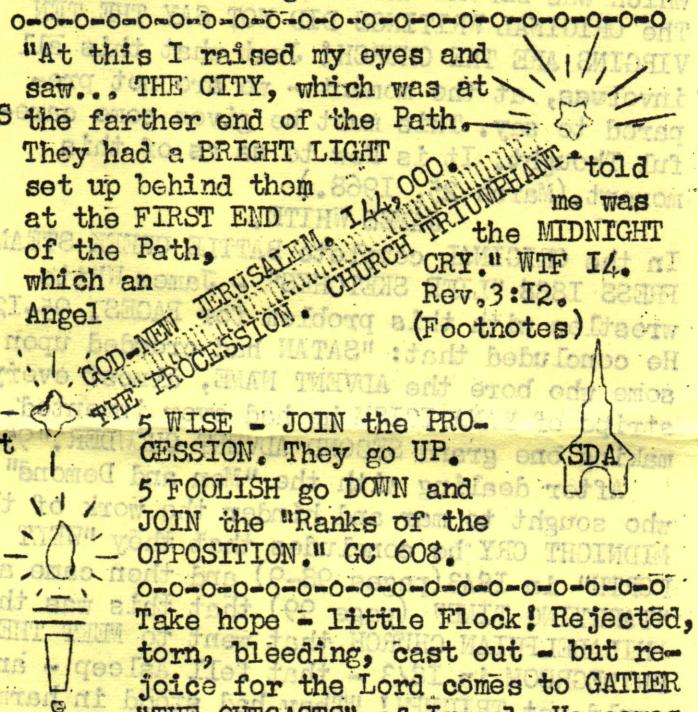 o-o-o-o-o-o-o-o-o-o-o-o-o-o-o-o-o-o-o-o-o
"At this I raised my eyes and
saw... THE CITY, which was at
the farther end of the Path.
They had a BRIGHT LIGHT
set up behind them
at the FIRST END
of the Path,
which an
Angel
told
me was
the MIDNIGHT
CRY." WTF I4.
Rev.3:I2.
(Footnotes)
GOD-NEW JERUSALEM. I44,000.
THE PROCESSION. CHURCH TRIUMPHANT
SDA
5 WISE - JOIN the PRO-
CESSION. They go UP.
5 FOOLISH go DOWN and
JOIN the "Ranks of the
OPPOSITION." GC 608.
o-o-o-o-o-o-o-o-o-o-o-o-o-o-o-o-o
Take hope - little Flock! Rejected,
torn, bleeding, cast out - but re-
joice for the Lord comes to GATHER
"THE OUTCASTS"